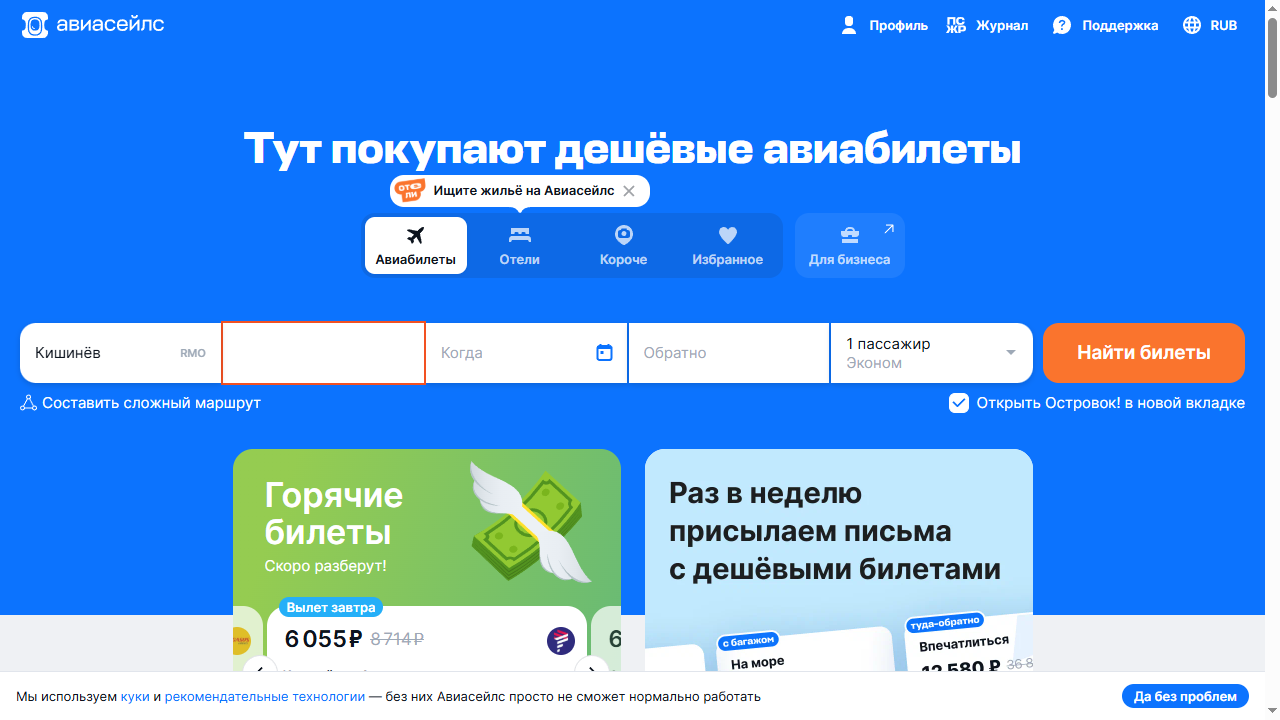 авиасейлс
Профиль
ПС
ЖР
Журнал
Поддержка
RUB
Тут покупают дешёвые авиабилеты
ОТЕ
ЛИ
Ищите жильё на Авиасейлс
Авиабилеты
Отели
Короче
Избранное
Для бизнеса
Кишинёв
RMO
Когда
Обратно
1 пассажир
Эконом
Найти билеты
Составить сложный маршрут
Открыть Островок! в новой вкладке
Горячие
билеты
Скоро разберут!
Вылет завтра
6 055 ₽ 8 714 ₽
6
Раз в неделю
присылаем письма
с дешёвыми билетами
с багажом
На море
туда-обратно
Впечатлиться
12 580 ₽ 36 8
Мы используем куки и рекомендательные технологии — без них Авиасейлс просто не сможет нормально работать
Да без проблем